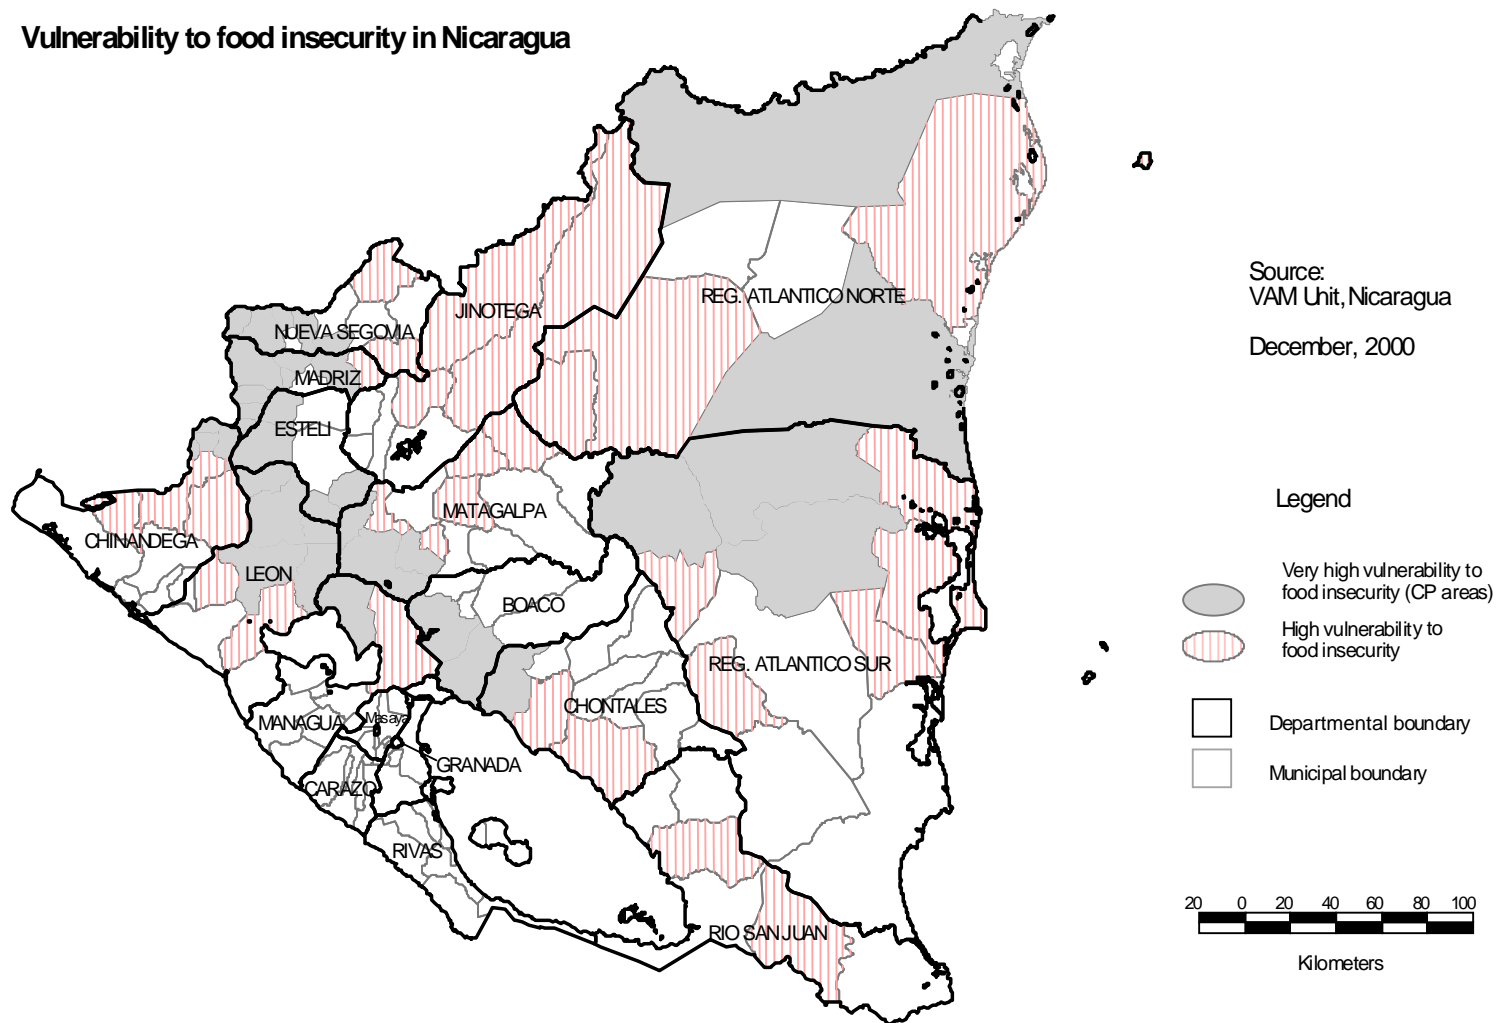 Vulnerability to food insecurity in Nicaragua
Source:
VAM Unit, Nicaragua
December, 2000
REG. ATLANTICO NORTE
JINOTEGA
NUEVA SEGOVIA
MADRIZ
ESTELI
MATAGALPA
CHINANDEGA
LEON
BOACO
REG. ATLANTICO SUR
CHONTALES
MANAGUA
Masaya
GRANADA
CARAZO
RIVAS
RIO SAN JUAN
Legend
Very high vulnerability to
food insecurity (CP areas)
High vulnerability to
food insecurity
Departmental boundary
Municipal boundary
20 0 20 40 60 80 100
Kilometers